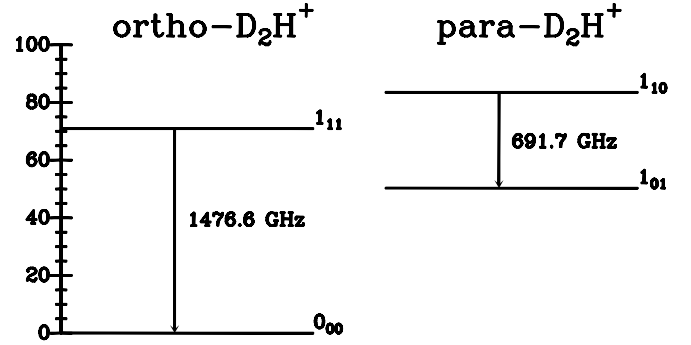 ortho-D₂H⁺
para-D₂H⁺
100
80
60
40
20
0
1₁₁
1476.6 GHz
0₀₀
1₁₀
691.7 GHz
1₀₁